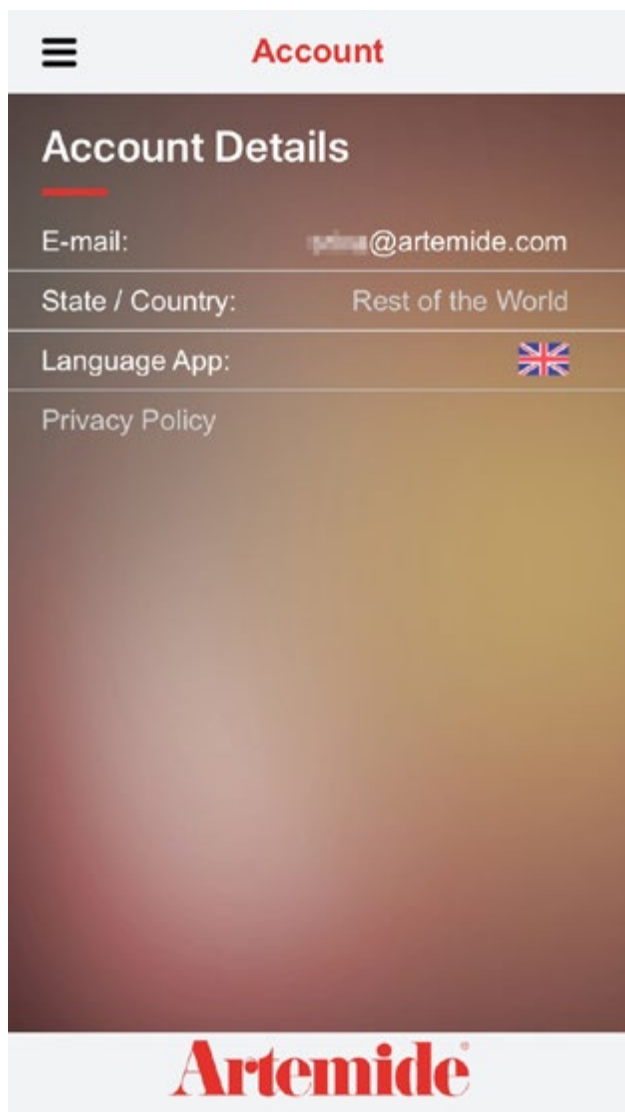 Account
Account Details
E-mail: @artemide.com
State / Country: Rest of the World
Language App:
Privacy Policy
Artemide®